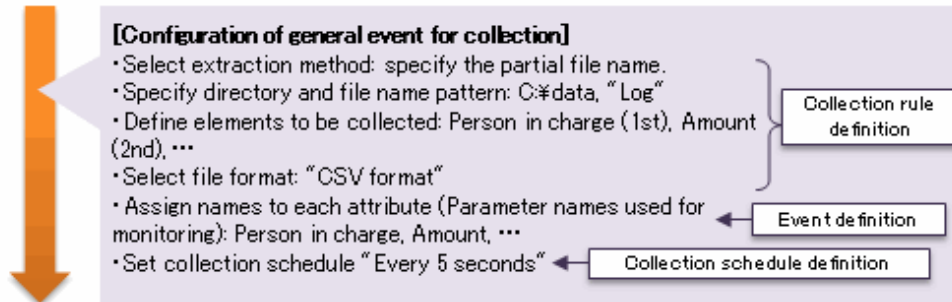 [Configuration of general event for collection]
・Select extraction method: specify the partial file name.
・Specify directory and file name pattern: C:¥data, "Log"
・Define elements to be collected: Person in charge (1st), Amount
(2nd), ・・・
・Select file format: "CSV format"
Collection rule
definition
・Assign names to each attribute (Parameter names used for
monitoring): Person in charge, Amount, ・・・
Event definition
・Set collection schedule "Every 5 seconds"
Collection schedule definition